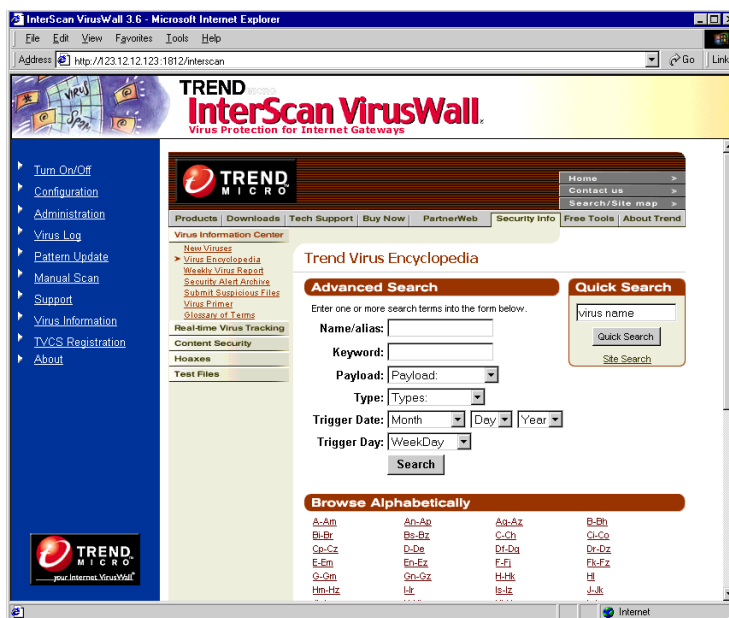 InterScan VirusWall 3.6 - Microsoft Internet Explorer
File Edit View Favorites Tools Help
Address http://123.12.12.123:1812/interscan Go Link
VIRUS
SPAM
TREND MICRO
InterScan VirusWall
Virus Protection for Internet Gateways
Turn On/Off
Configuration
Administration
Virus Log
Pattern Update
Manual Scan
Support
Virus Information
TVCS Registration
About
TREND
MICRO
your Internet VirusWall
TREND
MICRO
Home >
Contact us >
Search/Site map >
Products | Downloads | Tech Support | Buy Now | PartnerWeb Security Info Free Tools | About Trend
Virus Information Center
New Viruses
Virus Encyclopedia
Weekly Virus Report
Security Alert Archive
Submit Suspicious Files
Virus Primer
Glossary of Terms
Real-time Virus Tracking
Content Security
Hoaxes
Test Files
Trend Virus Encyclopedia
Advanced Search
Enter one or more search terms into the form below.
Name/alias:
Keyword:
Payload: Payload:
Type: Types:
Trigger Date: Month Day Year
Trigger Day: WeekDay
Search
Quick Search
virus name
Quick Search
Site Search
Browse Alphabetically
A-Am An-Ap Aq-Az B-Bh
Bi-Br Bs-Bz C-Ch Ci-Co
Cp-Cz D-De Df-Dq Dr-Dz
E-Em En-Ez F-Fj Fk-Fz
G-Gm Gn-Gz H-Hk Hl
Hm-Hz I-Ir Is-Iz J-Jk
Internet